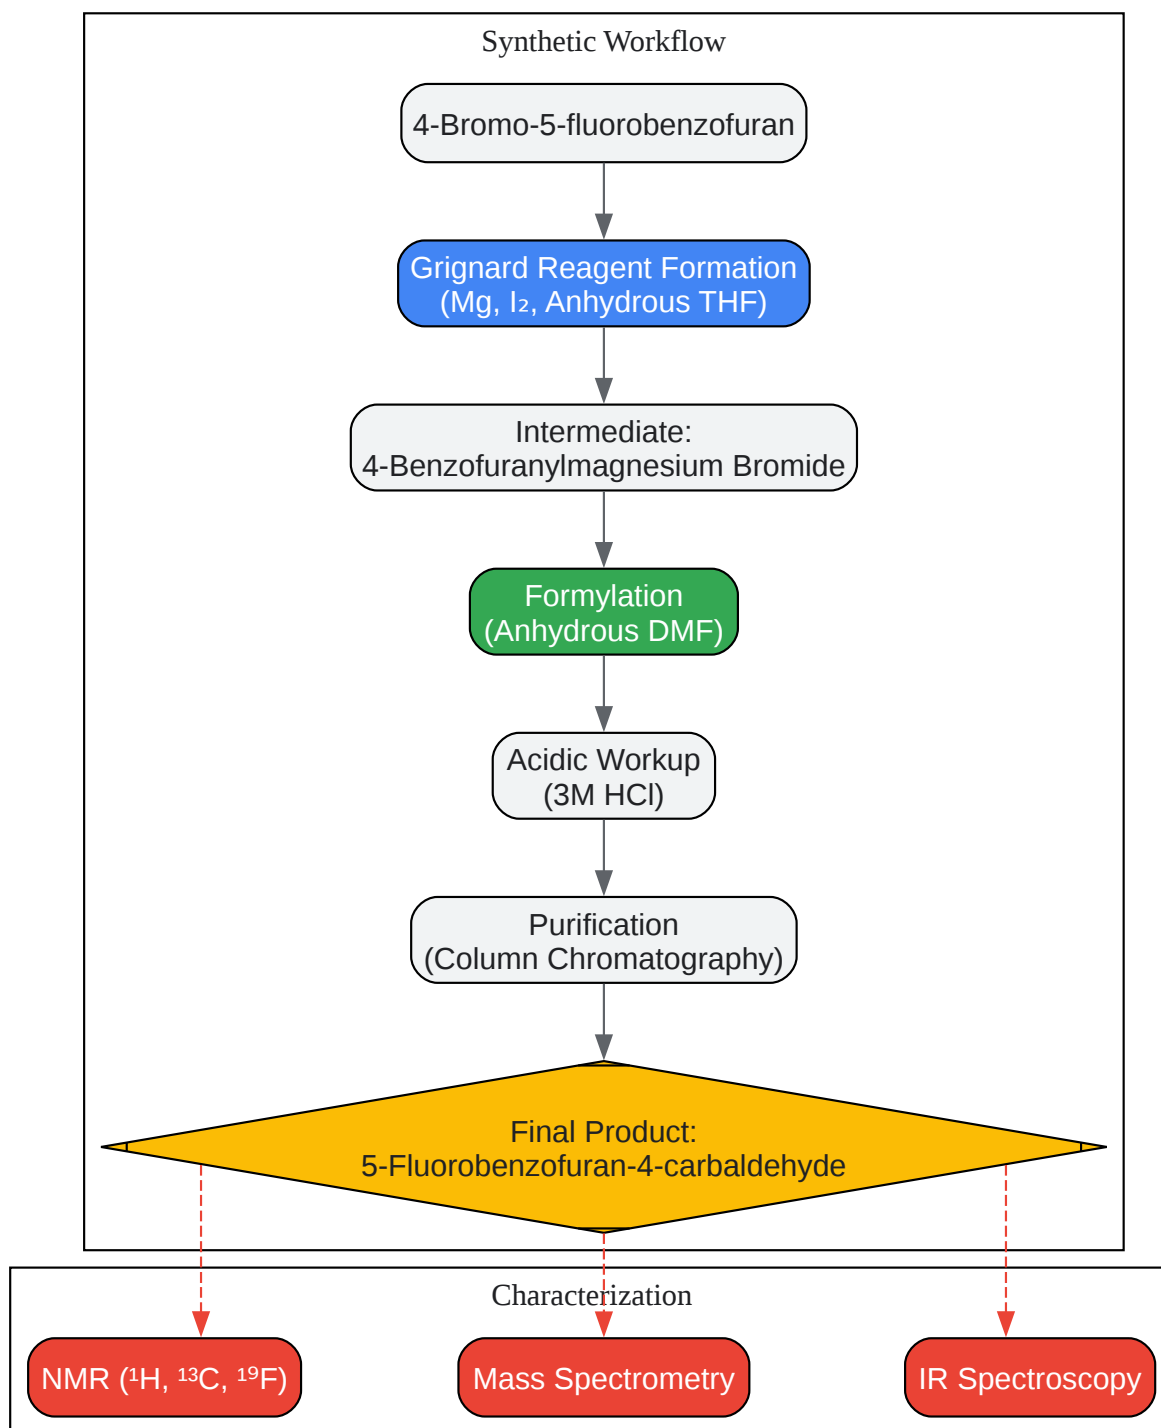 Synthetic Workflow
4-Bromo-5-fluorobenzofuran
Grignard Reagent Formation
(Mg, I₂, Anhydrous THF)
Intermediate:
4-Benzofuranylmagnesium Bromide
Formylation
(Anhydrous DMF)
Acidic Workup
(3M HCl)
Purification
(Column Chromatography)
Final Product:
5-Fluorobenzofuran-4-carbaldehyde
Characterization
NMR (¹H, ¹³C, ¹⁹F)
Mass Spectrometry
IR Spectroscopy